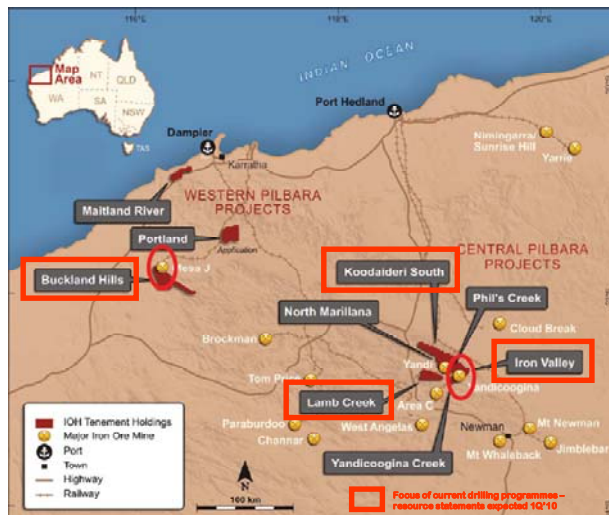 116°E
118°E
120°E
Map
Area
NT
QLD
WA
SA
NSW
TAS
INDIAN OCEAN
Port Hedland
Dampier
Karratha
Nimingarra/
Sunrise Hill
Yarrie
WESTERN PILBARA
PROJECTS
Maitland River
Portland
Application
Buckland Hills
Mesa J
Koodaideri South
CENTRAL PILBARA
PROJECTS
Phil's Creek
North Marillana
Cloud Break
Brockman
Yandi
Iron Valley
Yandicoogina
Tom Price
Lamb Creek
Area C
Paraburdoo
Channar
West Angelas
Newman
Mt Newman
Mt Whaleback
Jimblebar
Yandicoogina Creek
IOH Tenement Holdings
Major Iron Ore Mine
Port
Town
Highway
Railway
N
100 km
Focus of current drilling programmes –
resource statements expected 1Q'10